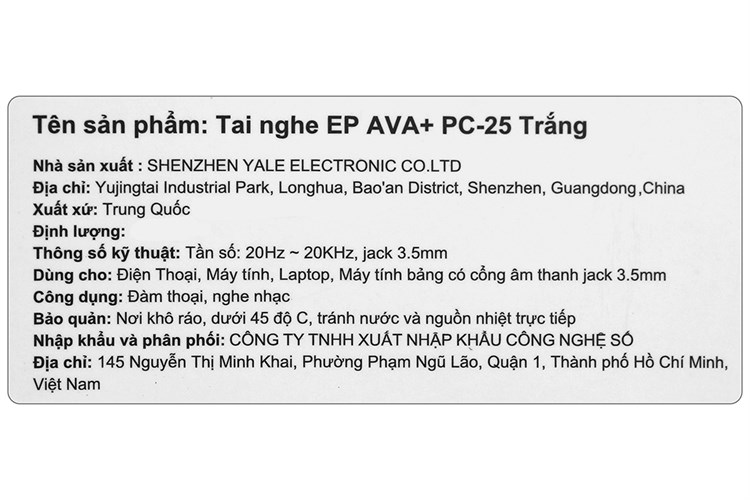 Tên sản phẩm: Tai nghe EP AVA+ PC-25 Trắng
Nhà sản xuất : SHENZHEN YALE ELECTRONIC CO.LTD
Địa chỉ: Yujingtai Industrial Park, Longhua, Bao'an District, Shenzhen, Guangdong,China
Xuất xứ: Trung Quốc
Định lượng:
Thông số kỹ thuật: Tần số: 20Hz ~ 20KHz, jack 3.5mm
Dùng cho: Điện Thoại, Máy tính, Laptop, Máy tính bảng có cổng âm thanh jack 3.5mm
Công dụng: Đàm thoại, nghe nhạc
Bảo quản: Nơi khô ráo, dưới 45 độ C, tránh nước và nguồn nhiệt trực tiếp
Nhập khẩu và phân phối: CÔNG TY TNHH XUẤT NHẬP KHẨU CÔNG NGHỆ SỐ
Địa chỉ: 145 Nguyễn Thị Minh Khai, Phường Phạm Ngũ Lão, Quận 1, Thành phố Hồ Chí Minh,
Việt Nam